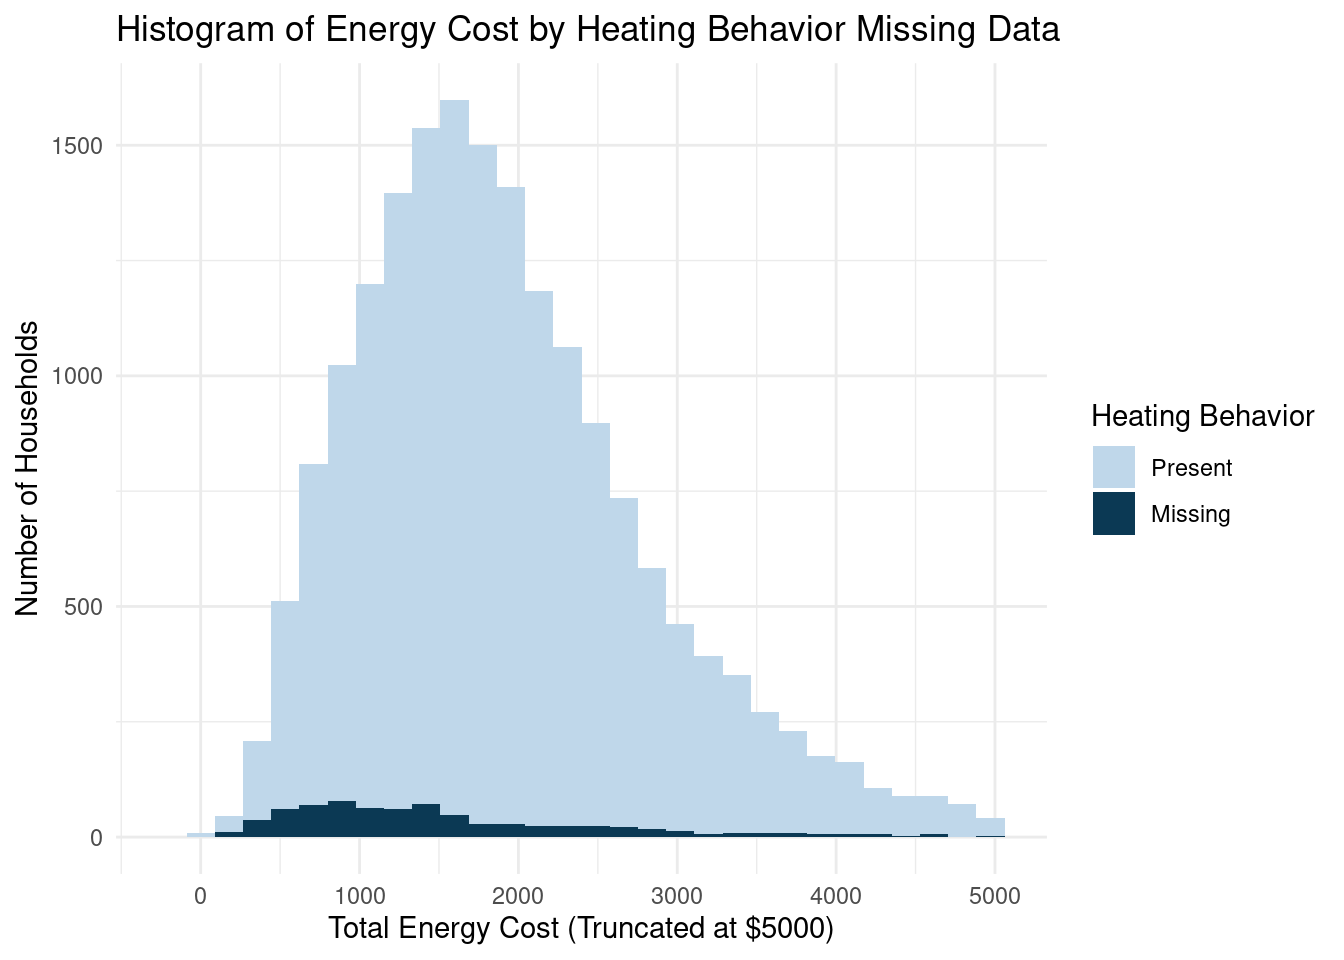 Histogram of Energy Cost by Heating Behavior Missing Data
Number of Households
1500
1000
500
0
0 1000 2000 3000 4000 5000
Total Energy Cost (Truncated at $5000)
Heating Behavior
Present
Missing